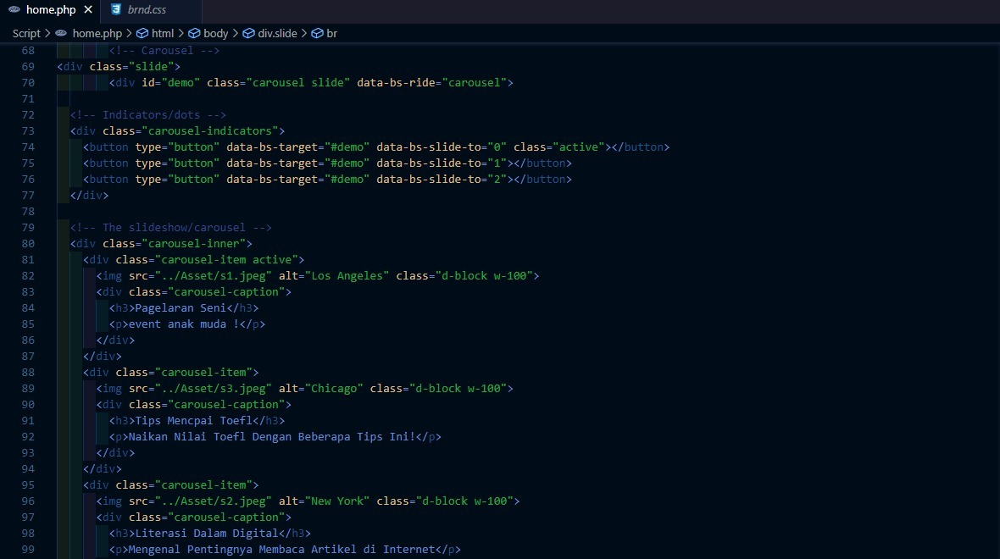 home.php
brnd.css
Script > home.php > html > body > div.slide > br
68 <!-- Carousel -->
69 <div class="slide">
70 <div id="demo" class="carousel slide" data-bs-ride="carousel">
71
72 <!-- Indicators/dots -->
73 <div class="carousel-indicators">
74 <button type="button" data-bs-target="#demo" data-bs-slide-to="0" class="active"></button>
75 <button type="button" data-bs-target="#demo" data-bs-slide-to="1"></button>
76 <button type="button" data-bs-target="#demo" data-bs-slide-to="2"></button>
77 </div>
78
79 <!-- The slideshow/carousel -->
80 <div class="carousel-inner">
81 <div class="carousel-item active">
82 <img src="../Asset/s1.jpeg" alt="Los Angeles" class="d-block w-100">
83 <div class="carousel-caption">
84 <h3>Pagelaran Seni</h3>
85 <p>event anak muda !</p>
86 </div>
87 </div>
88 <div class="carousel-item">
89 <img src="../Asset/s3.jpeg" alt="Chicago" class="d-block w-100">
90 <div class="carousel-caption">
91 <h3>Tips Mencpai Toefl</h3>
92 <p>Naikan Nilai Toefl Dengan Beberapa Tips Ini!</p>
93 </div>
94 </div>
95 <div class="carousel-item">
96 <img src="../Asset/s2.jpeg" alt="New York" class="d-block w-100">
97 <div class="carousel-caption">
98 <h3>Literasi Dalam Digital</h3>
99 <p>Mengenal Pentingnya Membaca Artikel di Internet</p>